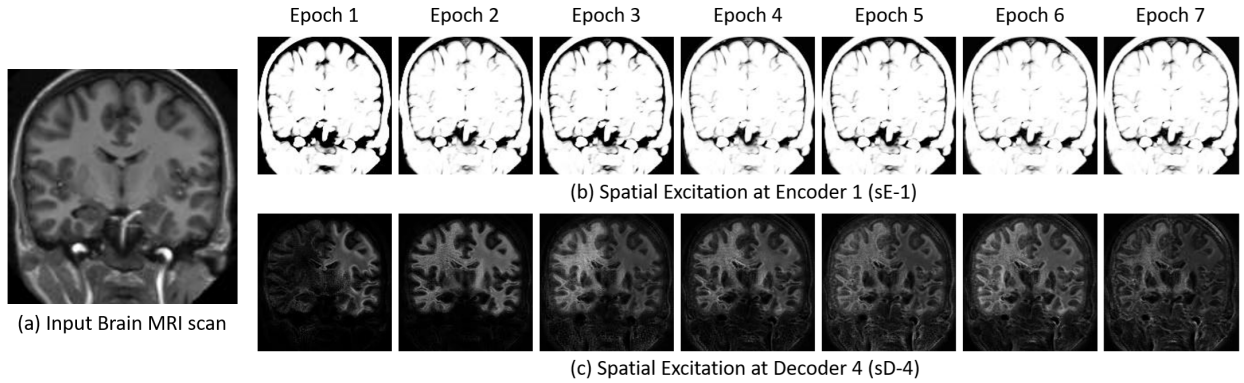 Epoch 1 Epoch 2 Epoch 3 Epoch 4 Epoch 5 Epoch 6 Epoch 7
(b) Spatial Excitation at Encoder 1 (sE-1)
(a) Input Brain MRI scan
(c) Spatial Excitation at Decoder 4 (sD-4)